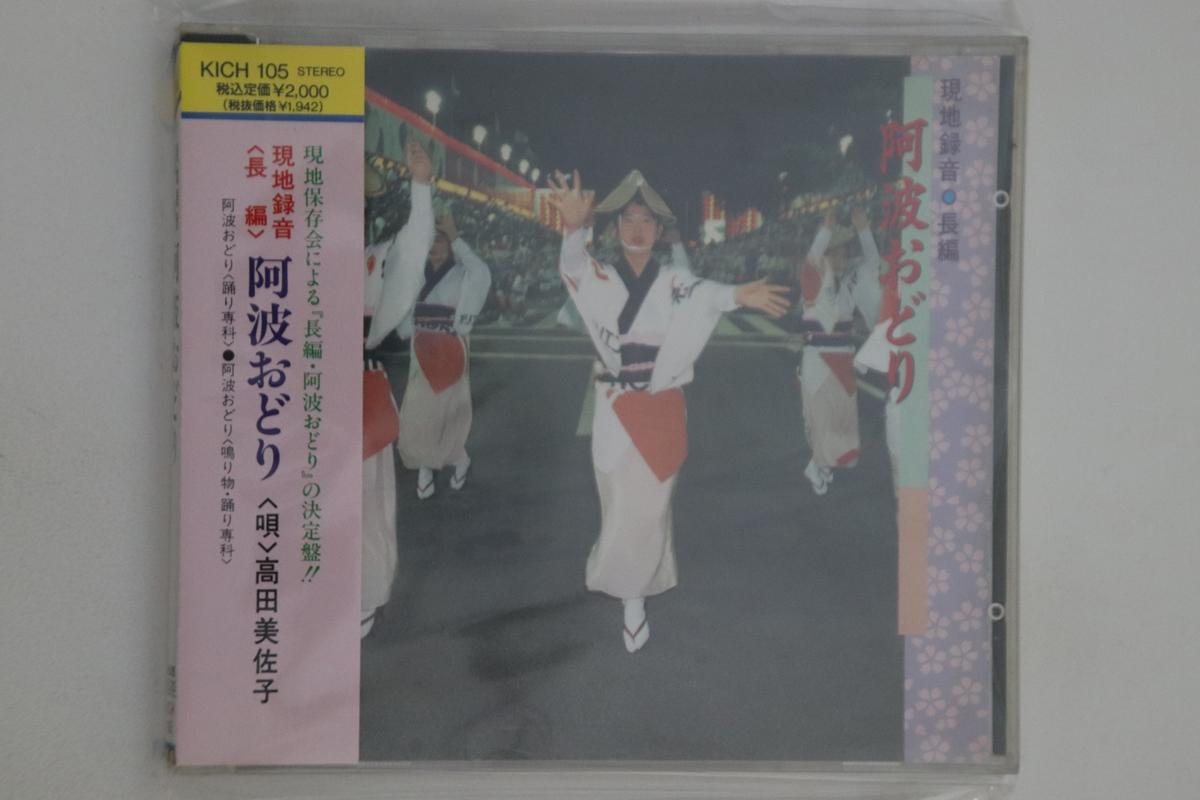 KICH 105 STEREO
税込定価¥2,000
(税抜価格¥1,942)
現地保存会による『長編・阿波おどり』の決定盤!!
現地録音
〈長編〉
阿波おどり 〈唄〉高田美佐子
阿波おどり〈踊り専科〉●阿波おどり〈鳴り物・踊り専科〉
現地録音●長編
阿波おどり